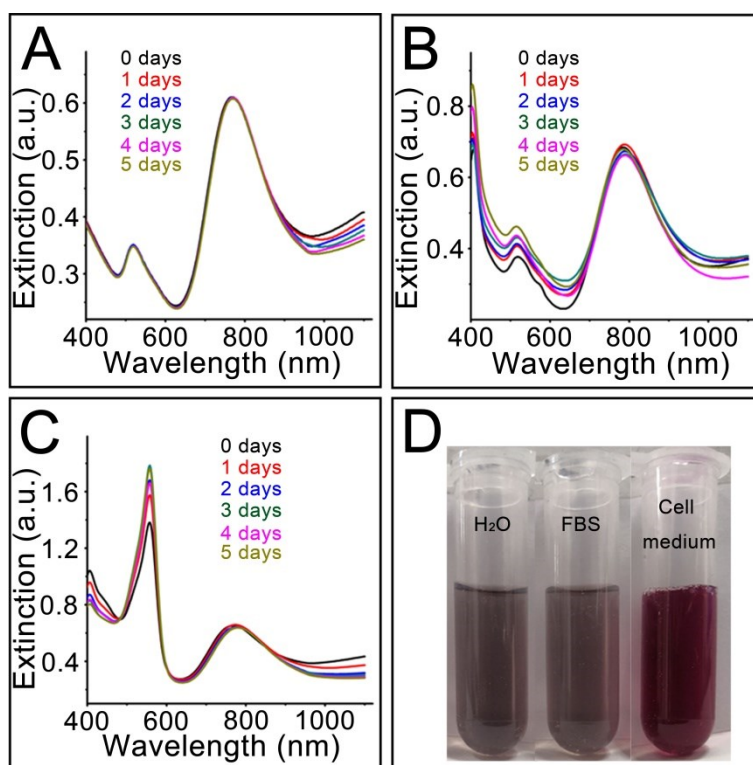 A
0 days
1 days
2 days
3 days
4 days
5 days
Extinction (a.u.)
0.6
0.5
0.4
0.3
400 600 800 1000
Wavelength (nm)
B
0 days
1 days
2 days
3 days
4 days
5 days
Extinction (a.u.)
0.8
0.6
0.4
400 600 800 1000
Wavelength (nm)
C
0 days
1 days
2 days
3 days
4 days
5 days
Extinction (a.u.)
1.6
1.2
0.8
0.4
400 600 800 1000
Wavelength (nm)
D
H₂O
FBS
Cell
medium